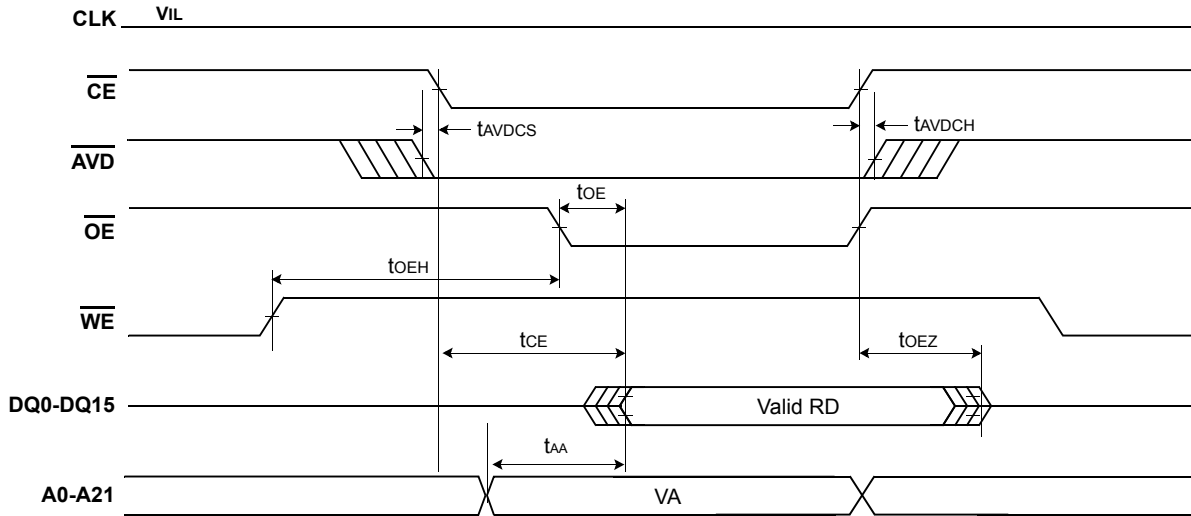 CLK VIL
CE
tAVDCS
tAVDCH
AVD
tOE
OE
tOEH
WE
tCE
tOEZ
DQ0-DQ15
Valid RD
tAA
A0-A21
VA